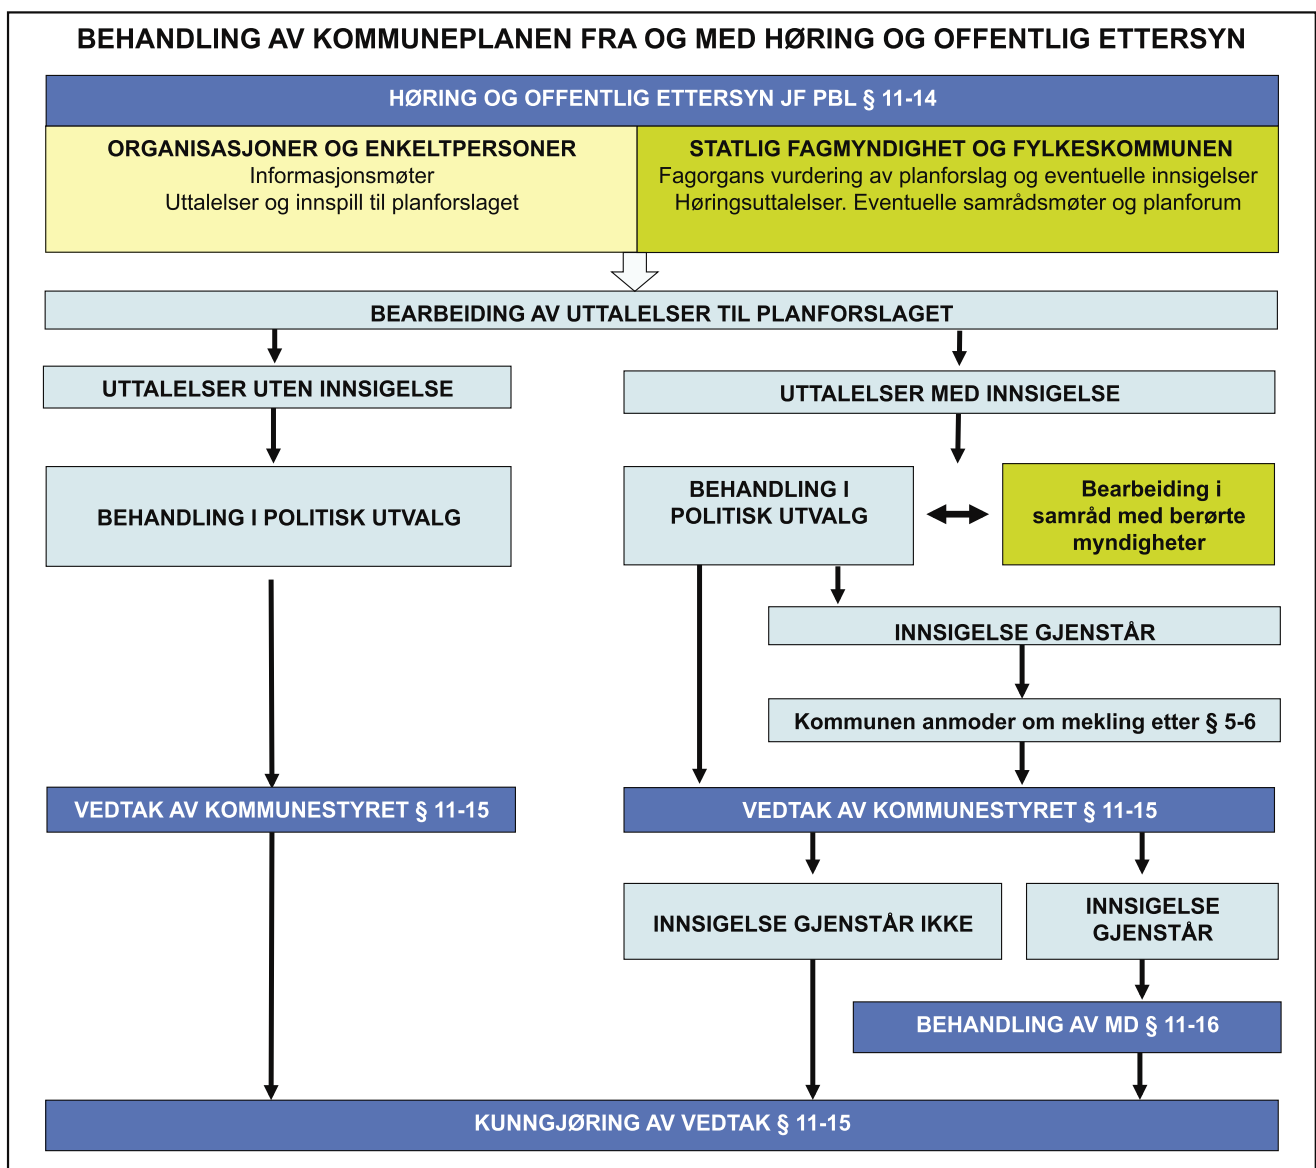 BEHANDLING AV KOMMUNEPLANEN FRA OG MED HØRING OG OFFENTLIG ETTERSYN
HØRING OG OFFENTLIG ETTERSYN JF PBL § 11-14
ORGANISASJONER OG ENKELTPERSONER
Informasjonsmøter
Uttalelser og innspill til planforslaget
STATLIG FAGMYNDIGHET OG FYLKESKOMMUNEN
Fagorgans vurdering av planforslag og eventuelle innsigelser
Høringsuttalelser. Eventuelle samrådsmøter og planforum
BEARBEIDING AV UTTALELSER TIL PLANFORSLAGET
UTTALELSER UTEN INNSIGELSE
UTTALELSER MED INNSIGELSE
BEHANDLING I POLITISK UTVALG
BEHANDLING I
POLITISK UTVALG
Bearbeiding i
samråd med berørte
myndigheter
INNSIGELSE GJENSTÅR
Kommunen anmoder om mekling etter § 5-6
VEDTAK AV KOMMUNESTYRET § 11-15
VEDTAK AV KOMMUNESTYRET § 11-15
INNSIGELSE GJENSTÅR IKKE
INNSIGELSE
GJENSTÅR
BEHANDLING AV MD § 11-16
KUNNGJØRING AV VEDTAK § 11-15